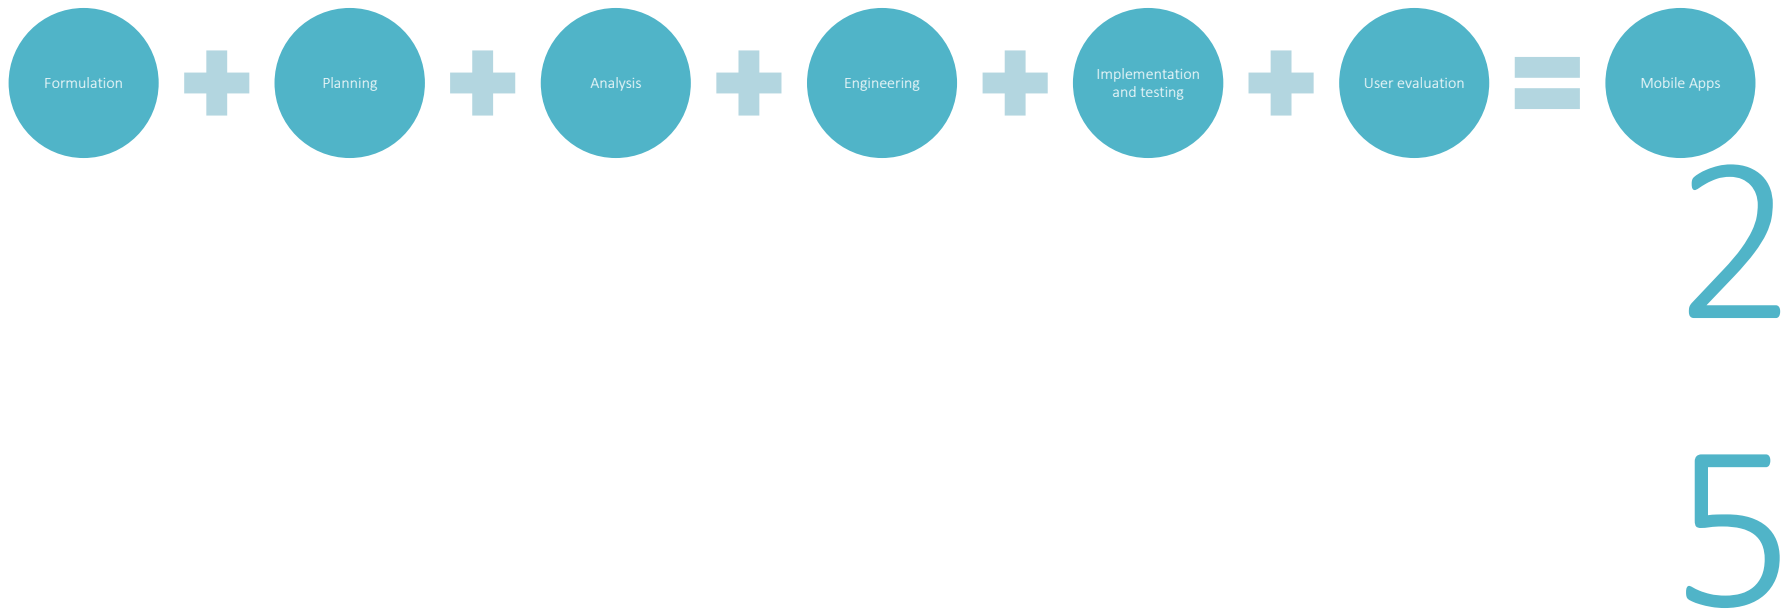 Formulation
Planning
Analysis
Engineering
Implementation
and testing
User evaluation
Mobile Apps
2
5